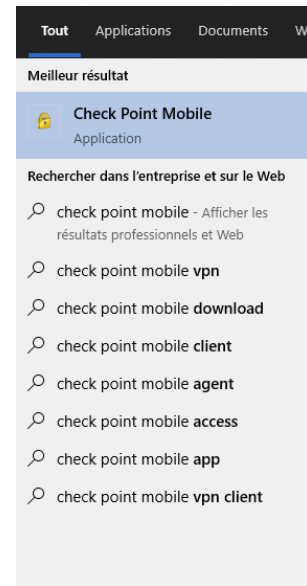 Tout Applications Documents W
Meilleur résultat
Check Point Mobile
Application
Rechercher dans l'entreprise et sur le Web
check point mobile - Afficher les
résultats professionnels et Web
check point mobile vpn
check point mobile download
check point mobile client
check point mobile agent
check point mobile access
check point mobile app
check point mobile vpn client